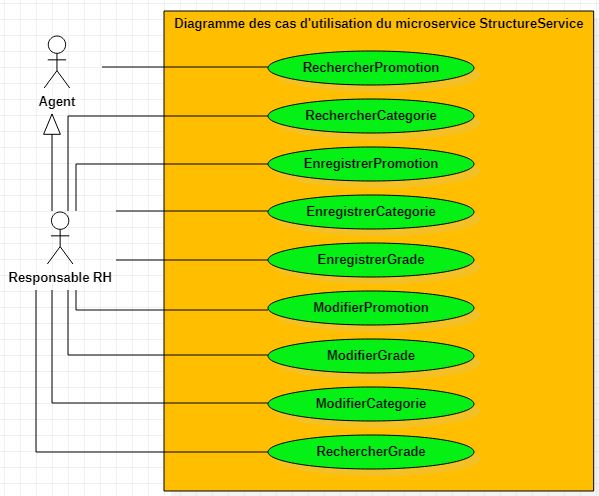 Diagramme des cas d'utilisation du microservice StructureService
RechercherPromotion
Agent
RechercherCategorie
EnregistrerPromotion
EnregistrerCategorie
EnregistrerGrade
Responsable RH
ModifierPromotion
ModifierGrade
ModifierCategorie
RechercherGrade